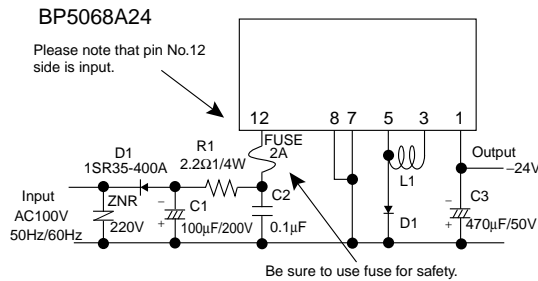 BP5068A24
Please note that pin No.12
side is input.
12 8 7 5 3 1
FUSE
2A
D1
1SR35-400A
R1
2.2Ω1/4W
L1
Output
−24V
Input
AC100V
50Hz/60Hz
ZNR
220V
−
C1
+
100μF/200V
C2
0.1μF
D1
−
C3
+
470μF/50V
Be sure to use fuse for safety.